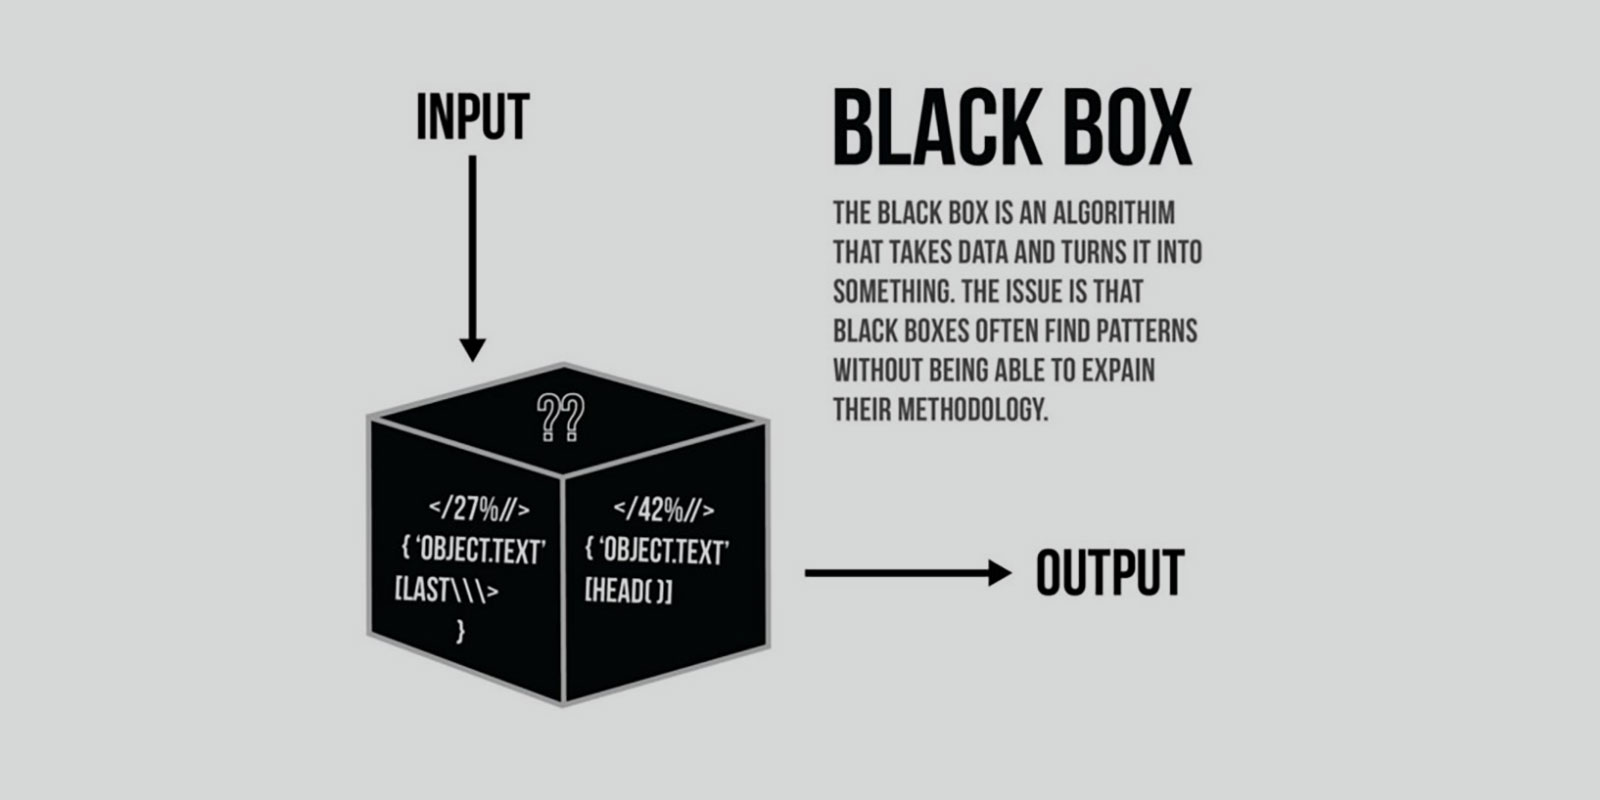 INPUT
BLACK BOX
THE BLACK BOX IS AN ALGORITHIM
THAT TAKES DATA AND TURNS IT INTO
SOMETHING. THE ISSUE IS THAT
BLACK BOXES OFTEN FIND PATTERNS
WITHOUT BEING ABLE TO EXPAIN
THEIR METHODOLOGY.
??
</27%//>
{ ‘OBJECT.TEXT’
[LAST\\\>
}
</42%//>
{ ‘OBJECT.TEXT’
[HEAD( )]
OUTPUT